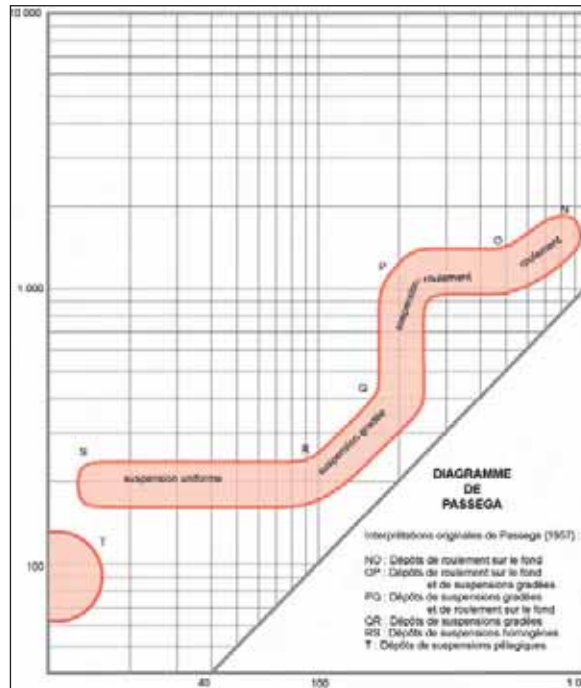 10 000
N
O
roulement
P
roulement
suspension
1 000
Q
suspension gradée
S
R
suspension uniforme
DIAGRAMME
DE
PASSEGA
T
Interprétations originales de Passega (1957) :
100
NO : Dépôts de roulement sur le fond
OP : Dépôts de roulement sur le fond
et de suspensions gradées
PQ : Dépôts de suspensions gradées
et de roulement sur le fond
QR : Dépôts de suspensions gradées
RS : Dépôts de suspensions homogènes
T : Dépôts de suspensions pélagiques
1 0